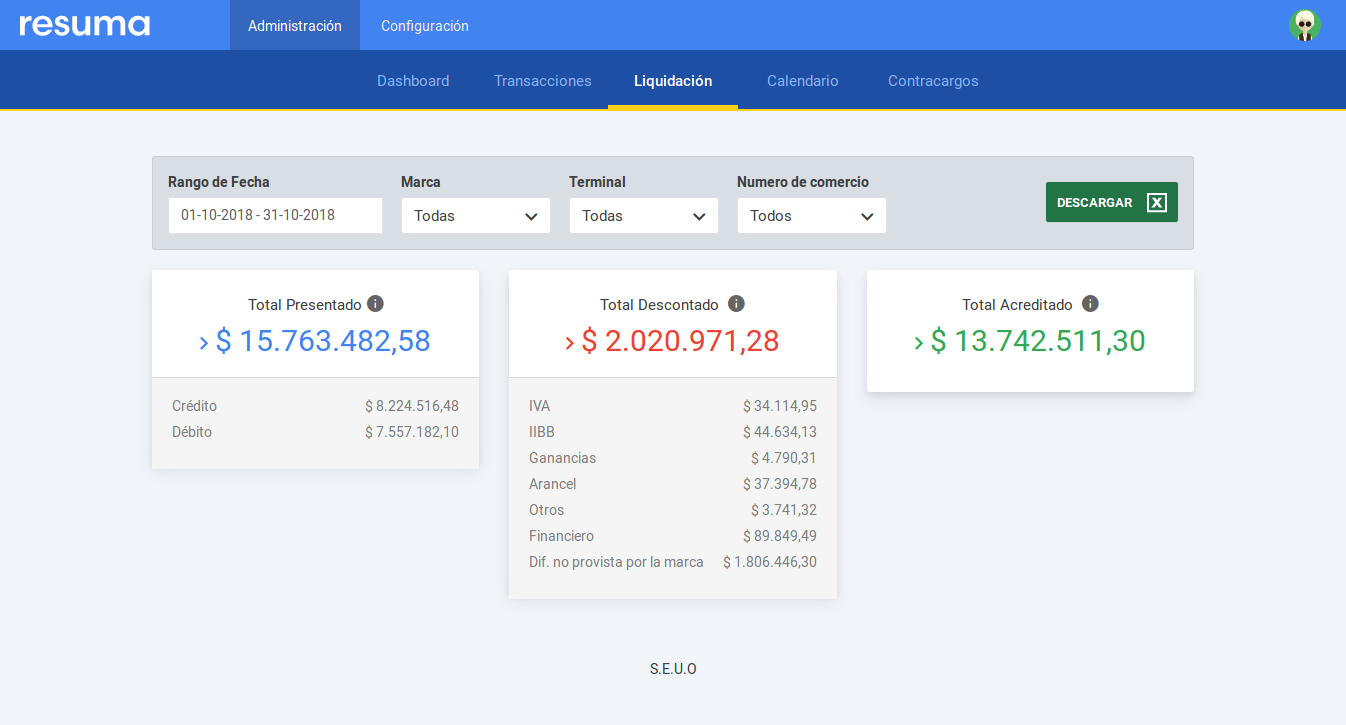 resuma
Administración
Configuración
Dashboard
Transacciones
Liquidación
Calendario
Contracargos
Rango de Fecha
01-10-2018 - 31-10-2018
Marca
Todas
Terminal
Todas
Numero de comercio
Todos
DESCARGAR X
Total Presentado i
> $ 15.763.482,58
Crédito $ 8.224.516,48
Débito $ 7.557.182,10
Total Descontado i
> $ 2.020.971,28
IVA $ 34.114,95
IIBB $ 44.634,13
Ganancias $ 4.790,31
Arancel $ 37.394,78
Otros $ 3.741,32
Financiero $ 89.849,49
Dif. no provista por la marca $ 1.806.446,30
Total Acreditado i
> $ 13.742.511,30
S.E.U.O